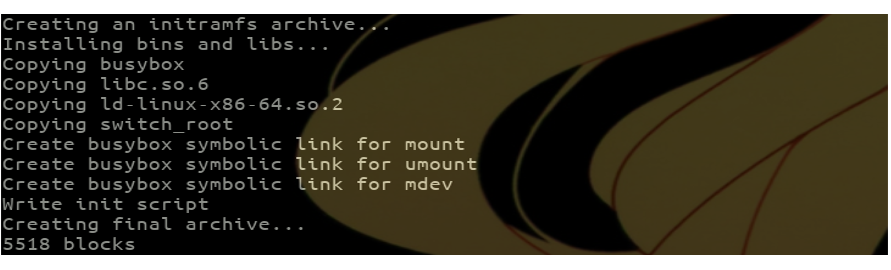 Creating an initramfs archive...
Installing bins and libs...
Copying busybox
Copying libc.so.6
Copying ld-linux-x86-64.so.2
Copying switch_root
Create busybox symbolic link for mount
Create busybox symbolic link for umount
Create busybox symbolic link for mdev
Write init script
Creating final archive...
5518 blocks